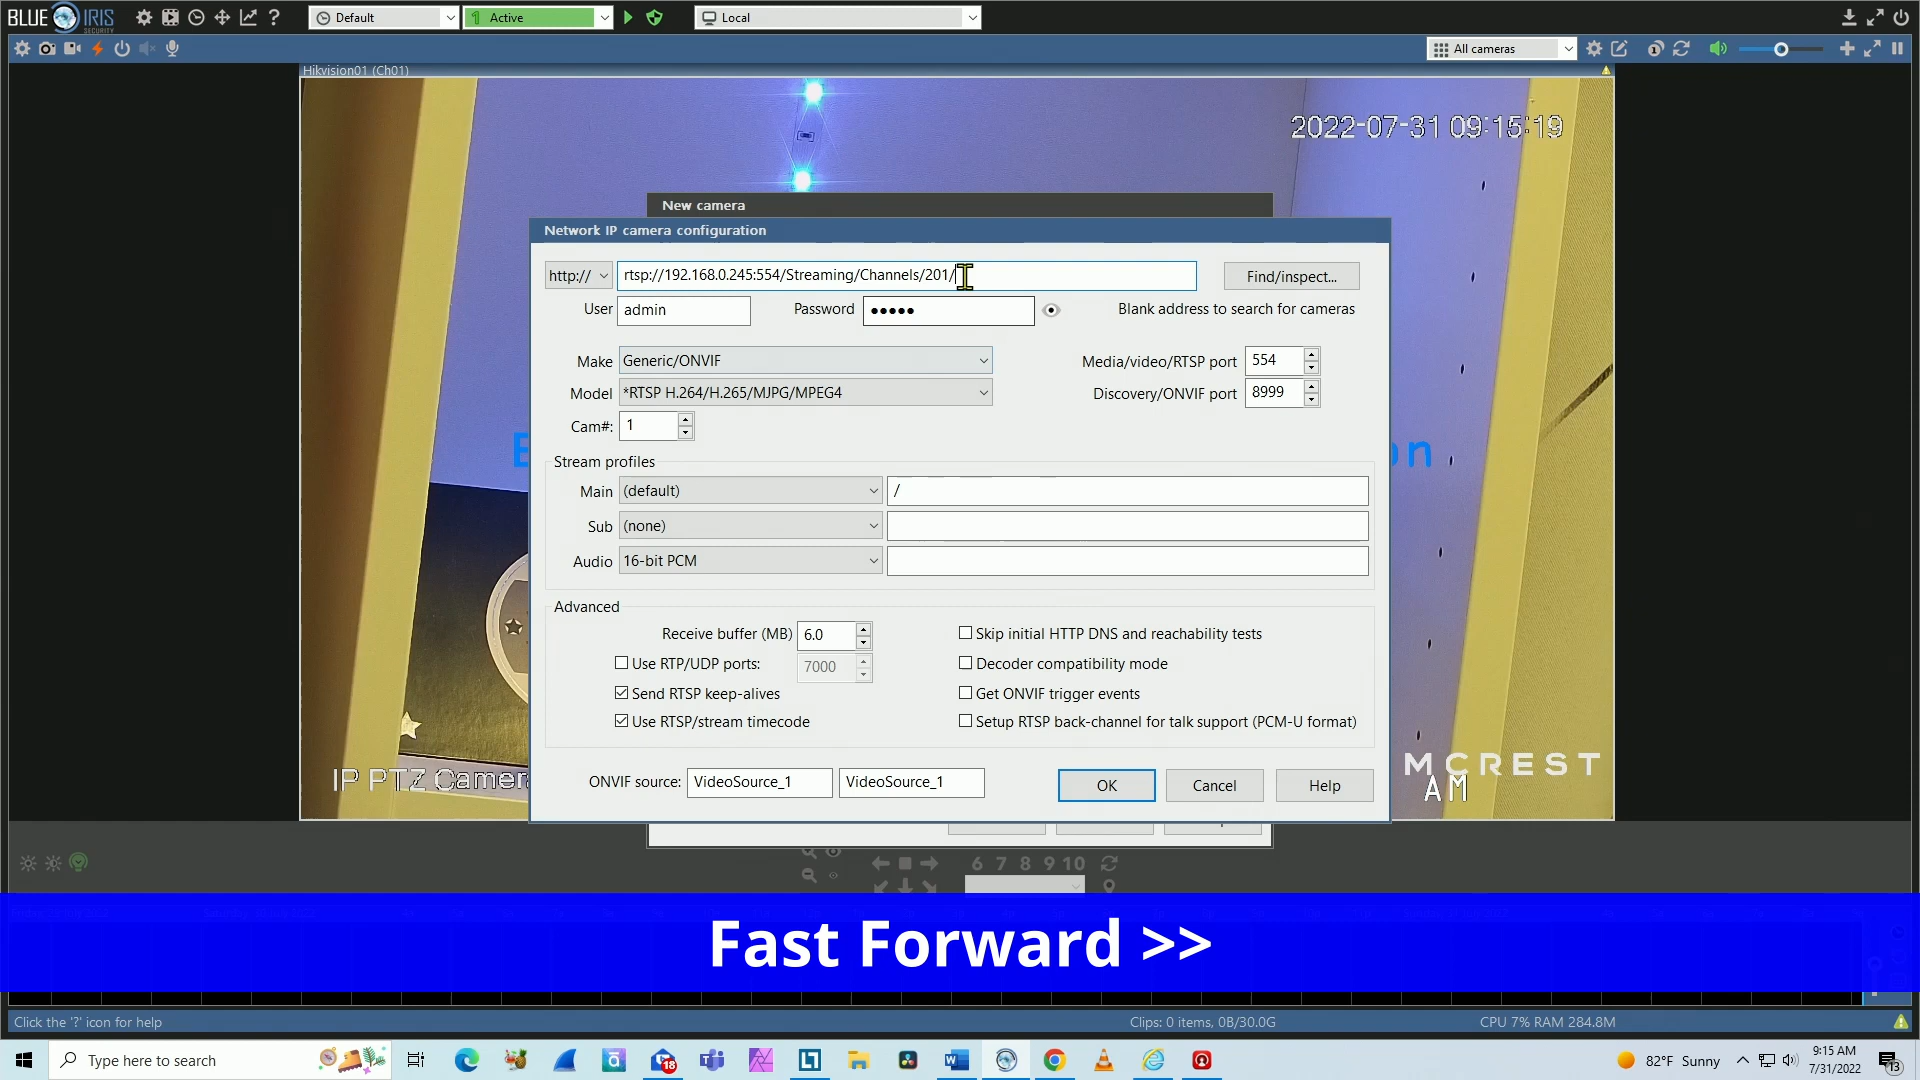 BLUE IRIS
SECURITY
Default
1 Active
Local
All cameras
Hikvision01 (Ch01)
2022-07-31 09:15:19
New camera
Network IP camera configuration
http://
rtsp://192.168.0.245:554/Streaming/Channels/201/
Find/inspect...
User
admin
Password
●●●●●
Blank address to search for cameras
Make
Generic/ONVIF
Media/video/RTSP port
554
Model
*RTSP H.264/H.265/MJPG/MPEG4
Discovery/ONVIF port
8999
Cam#:
1
Stream profiles
Main
(default)
/
Sub
(none)
Audio
16-bit PCM
Advanced
Receive buffer (MB)
6.0
Skip initial HTTP DNS and reachability tests
Use RTP/UDP ports:
7000
Decoder compatibility mode
Send RTSP keep-alives
Get ONVIF trigger events
Use RTSP/stream timecode
Setup RTSP back-channel for talk support (PCM-U format)
ONVIF source:
VideoSource_1
VideoSource_1
OK
Cancel
Help
IP PTZ Camera
MCREST
AM
6 7 8 9 10
Fast Forward >>
Click the '?' icon for help
Clips: 0 items, 0B/30.0G
CPU 7% RAM 284.8M
Type here to search
18
82°F Sunny
9:15 AM
7/31/2022
13